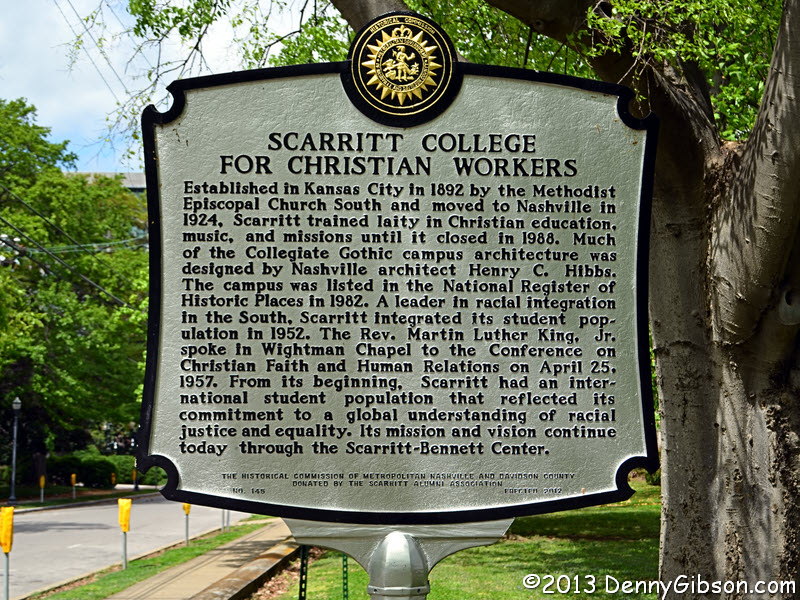 SCARRITT COLLEGE
FOR CHRISTIAN WORKERS
Established in Kansas City in 1892 by the Methodist
Episcopal Church South and moved to Nashville in
1924, Scarritt trained laity in Christian education,
music, and missions until it closed in 1988. Much
of the Collegiate Gothic campus architecture was
designed by Nashville architect Henry C. Hibbs.
The campus was listed in the National Register of
Historic Places in 1982. A leader in racial integration
in the South, Scarritt integrated its student pop-
ulation in 1952. The Rev. Martin Luther King, Jr.
spoke in Wightman Chapel to the Conference on
Christian Faith and Human Relations on April 25,
1957. From its beginning, Scarritt had an inter-
national student population that reflected its
commitment to a global understanding of racial
justice and equality. Its mission and vision continue
today through the Scarritt-Bennett Center.
THE HISTORICAL COMMISSION OF METROPOLITAN NASHVILLE AND DAVIDSON COUNTY
DONATED BY THE SCARRITT ALUMNI ASSOCIATION
NO. 146 ERECTED 2012
©2013 DennyGibson.com